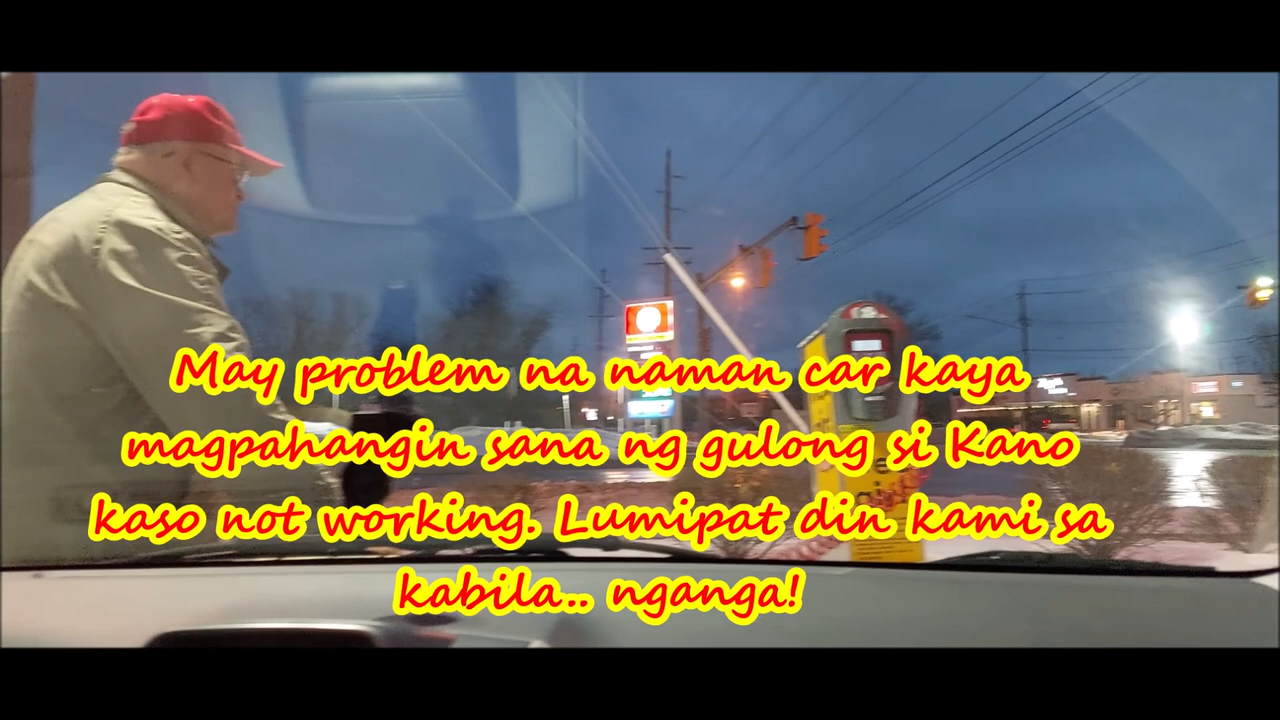 May problem na naman car kaya
magpahangin sana ng gulong si Kano
kaso not working. Lumipat din kami sa
kabila.. nganga!